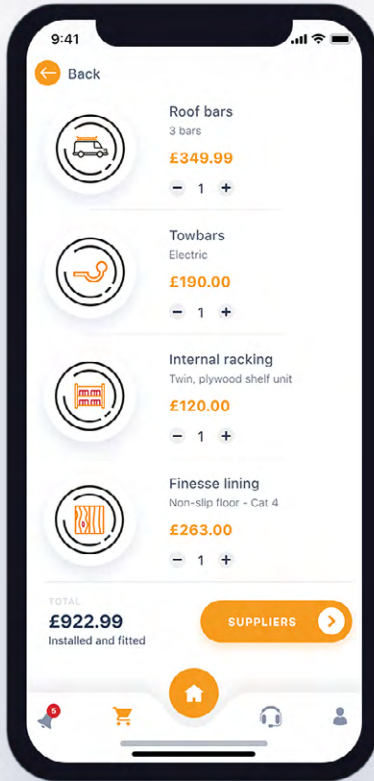 9:41
Back
Roof bars
3 bars
£349.99
− 1 +
Towbars
Electric
£190.00
− 1 +
Internal racking
Twin, plywood shelf unit
£120.00
− 1 +
Finesse lining
Non-slip floor - Cat 4
£263.00
− 1 +
TOTAL
£922.99
Installed and fitted
SUPPLIERS
5